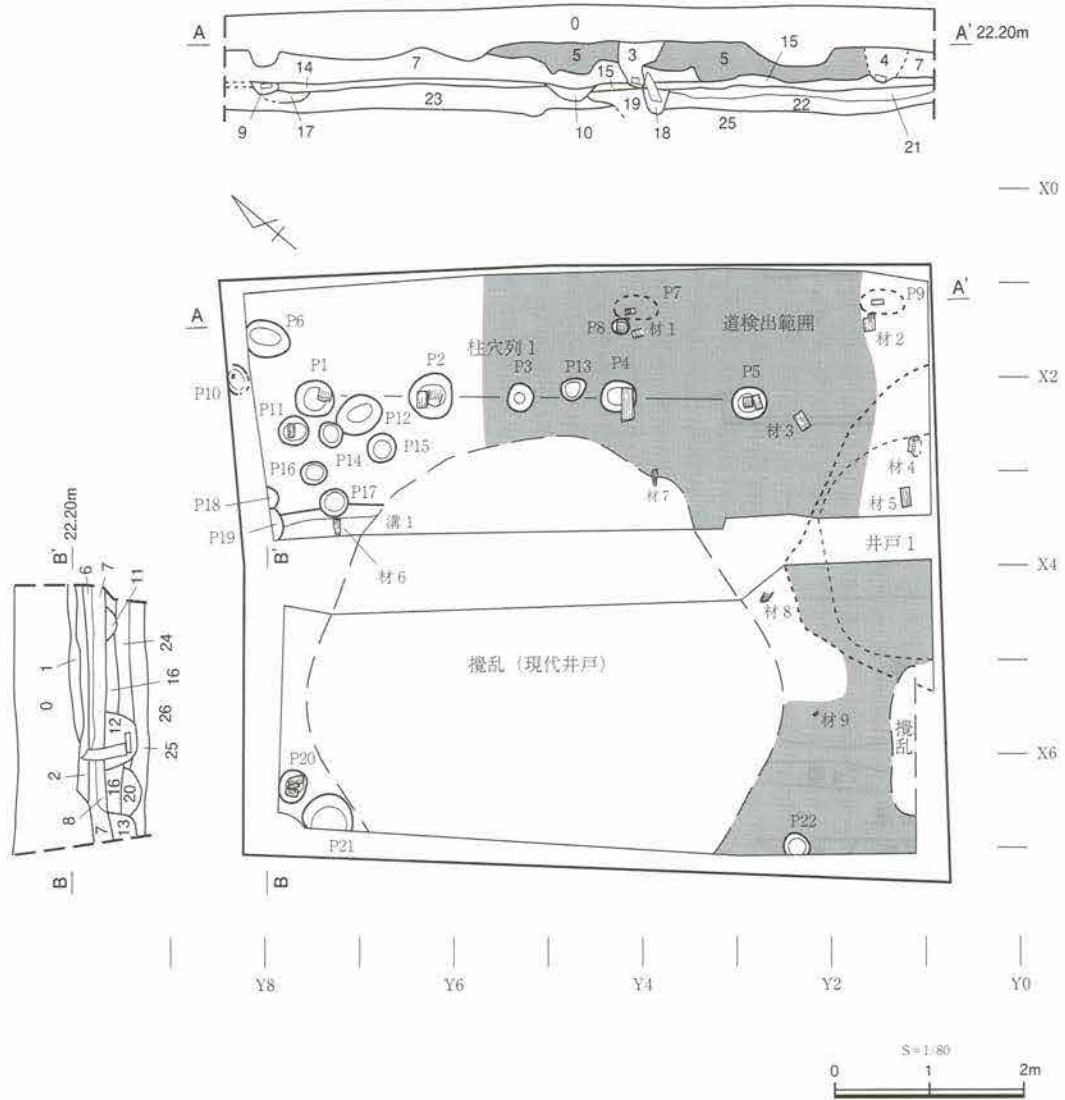 0
A
A' 22.20m
3
15
5
5
4
7
7
14
15
23
19
22
9
17
10
18
25
21
X0
A
A'
P7
P9
P6
P8
材1
道検出範囲
材2
柱穴列1
P1
P2
P3
P13
P4
P5
X2
P10
P11
P12
材3
P14
P15
材4
P16
材7
材5
P18
P17
溝1
P19
井戸1
B'
材6
X4
22.20m
B'
6
7
11
材8
1
24
0
16
攪乱（現代井戸）
26
12
25
材9
攪乱
X6
2
16
20
P20
8
7
13
P22
P21
B
B
Y8
Y6
Y4
Y2
Y0
S=1/80
0
1
2m